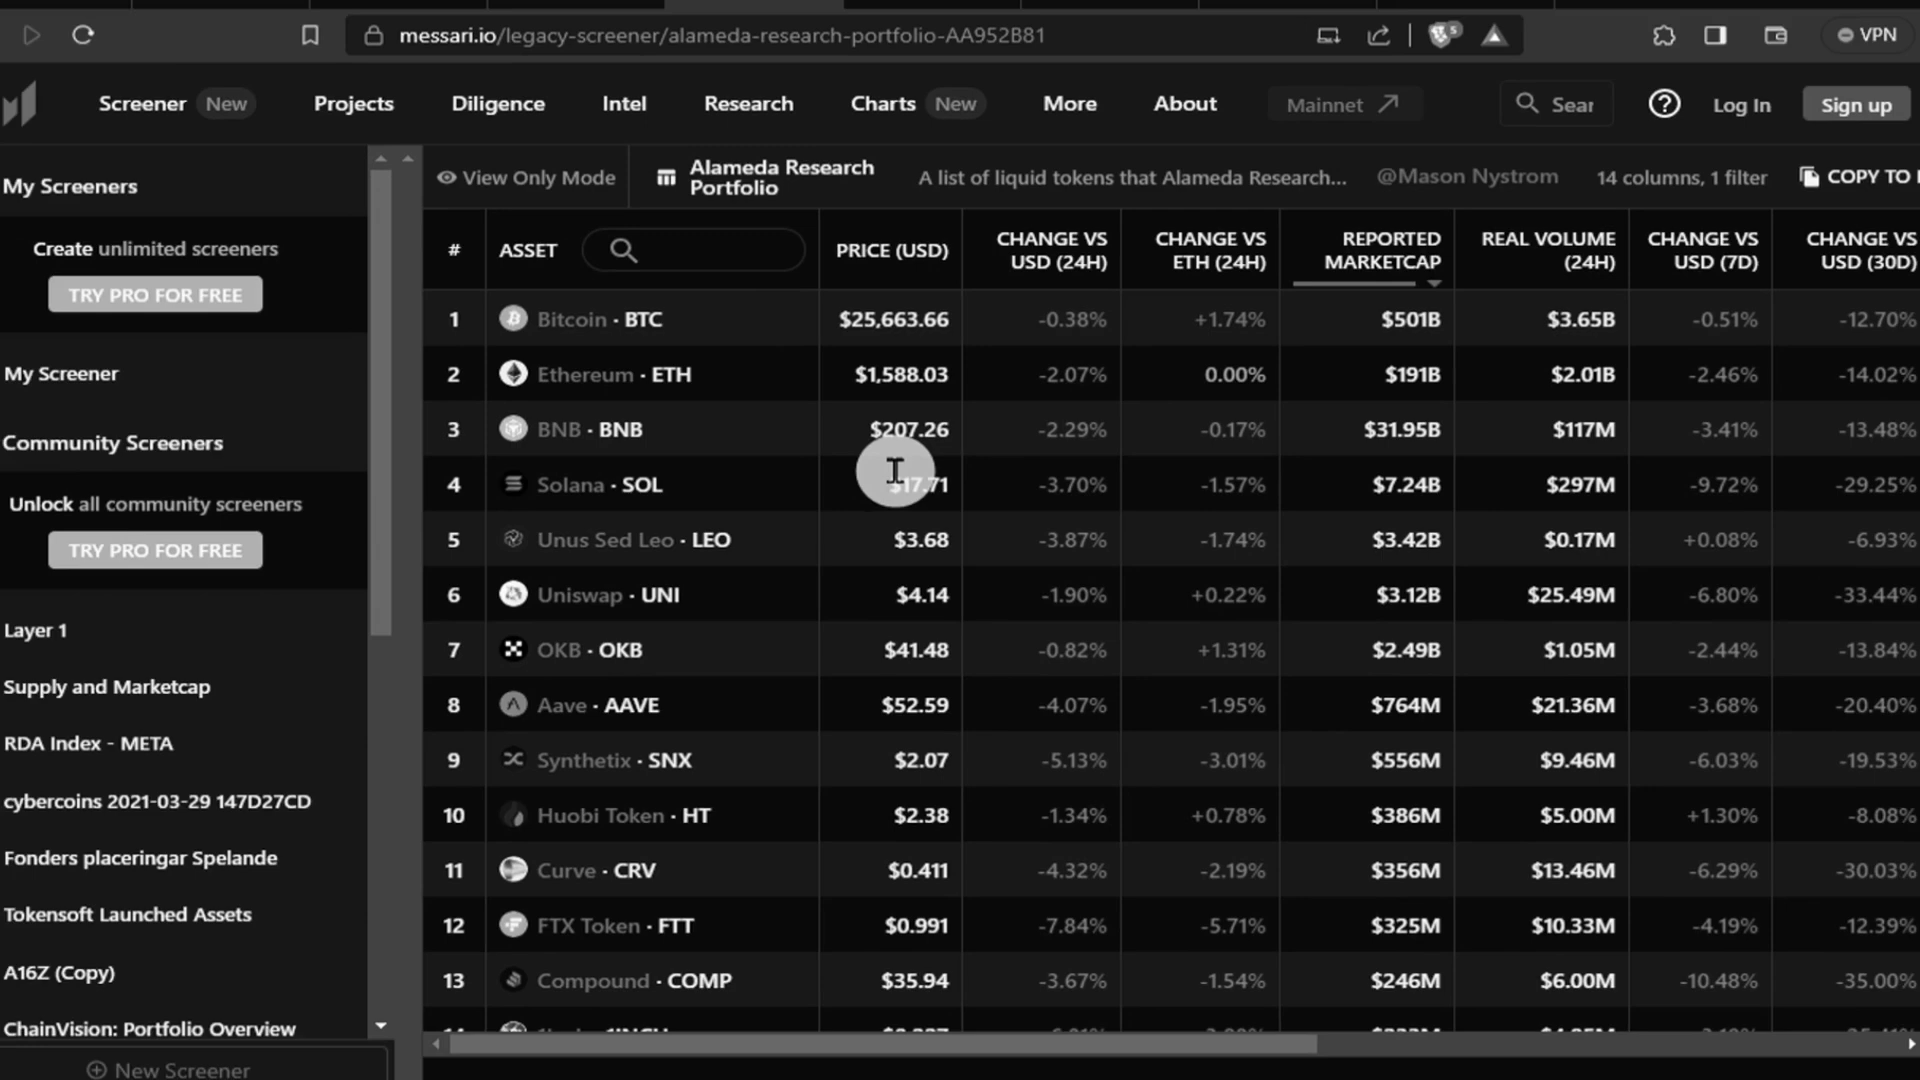 messari.io/legacy-screener/alameda-research-portfolio-AA952B81
5
VPN
Screener New Projects Diligence Intel Research Charts New More About Mainnet Sear Log In Sign up
My Screeners
Create unlimited screeners
TRY PRO FOR FREE
My Screener
Community Screeners
Unlock all community screeners
TRY PRO FOR FREE
Layer 1
Supply and Marketcap
RDA Index - META
cybercoins 2021-03-29 147D27CD
Fonders placeringar Spelande
Tokensoft Launched Assets
A16Z (Copy)
ChainVision: Portfolio Overview
New Screener
View Only Mode
Alameda Research
Portfolio
A list of liquid tokens that Alameda Research...
@Mason Nystrom
14 columns, 1 filter
COPY TO
# ASSET PRICE (USD) CHANGE VS USD (24H) CHANGE VS ETH (24H) REPORTED MARKETCAP REAL VOLUME (24H) CHANGE VS USD (7D) CHANGE VS USD (30D)
1 Bitcoin · BTC $25,663.66 -0.38% +1.74% $501B $3.65B -0.51% -12.70%
2 Ethereum · ETH $1,588.03 -2.07% 0.00% $191B $2.01B -2.46% -14.02%
3 BNB · BNB $207.26 -2.29% -0.17% $31.95B $117M -3.41% -13.48%
4 Solana · SOL $17.71 -3.70% -1.57% $7.24B $297M -9.72% -29.25%
5 Unus Sed Leo · LEO $3.68 -3.87% -1.74% $3.42B $0.17M +0.08% -6.93%
6 Uniswap · UNI $4.14 -1.90% +0.22% $3.12B $25.49M -6.80% -33.44%
7 OKB · OKB $41.48 -0.82% +1.31% $2.49B $1.05M -2.44% -13.84%
8 Aave · AAVE $52.59 -4.07% -1.95% $764M $21.36M -3.68% -20.40%
9 Synthetix · SNX $2.07 -5.13% -3.01% $556M $9.46M -6.03% -19.53%
10 Huobi Token · HT $2.38 -1.34% +0.78% $386M $5.00M +1.30% -8.08%
11 Curve · CRV $0.411 -4.32% -2.19% $356M $13.46M -6.29% -30.03%
12 FTX Token · FTT $0.991 -7.84% -5.71% $325M $10.33M -4.19% -12.39%
13 Compound · COMP $35.94 -3.67% -1.54% $246M $6.00M -10.48% -35.00%